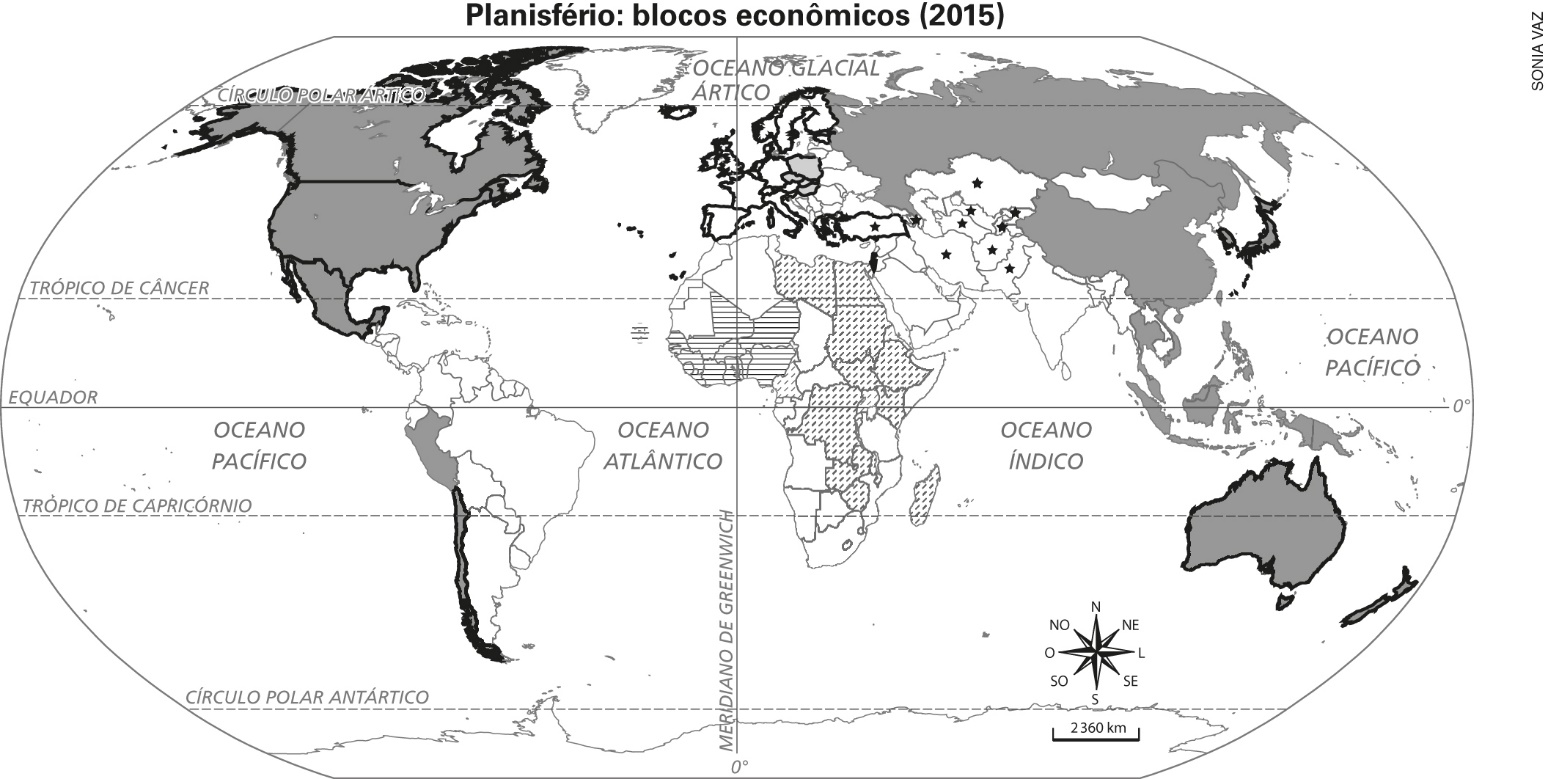 Planisfério: blocos econômicos (2015)
SONIA VAZ
OCEANO GLACIAL
ÁRTICO
CÍRCULO POLAR ÁRTICO
TRÓPICO DE CÂNCER
OCEANO
PACÍFICO
EQUADOR
0°
OCEANO
PACÍFICO
OCEANO
ATLÂNTICO
OCEANO
ÍNDICO
TRÓPICO DE CAPRICÓRNIO
MERIDIANO DE GREENWICH
N
NO
NE
O
L
SO
SE
S
CÍRCULO POLAR ANTÁRTICO
2 360 km
0°